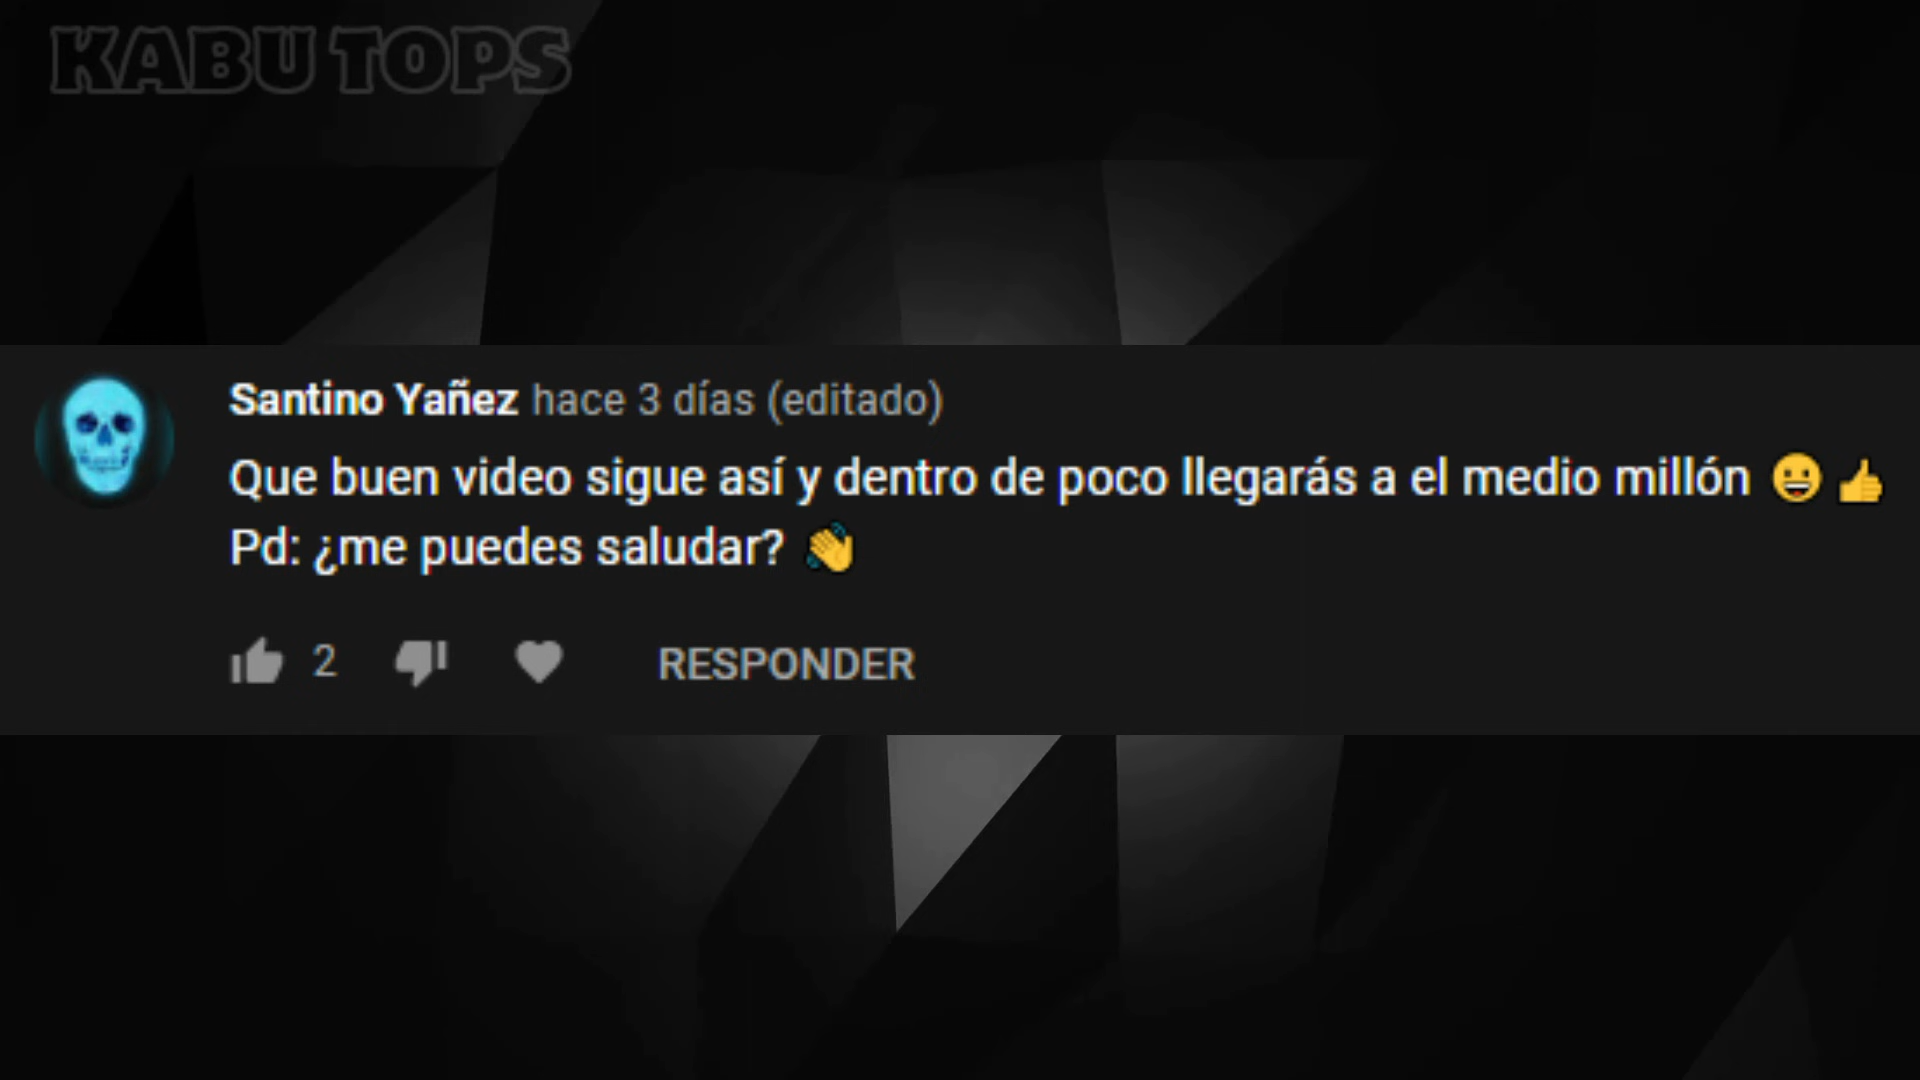 KABU TOPS
Santino Yañez hace 3 días (editado)
Que buen video sigue así y dentro de poco llegarás a el medio millón 😀 👍
Pd: ¿me puedes saludar? 👏
2 RESPONDER